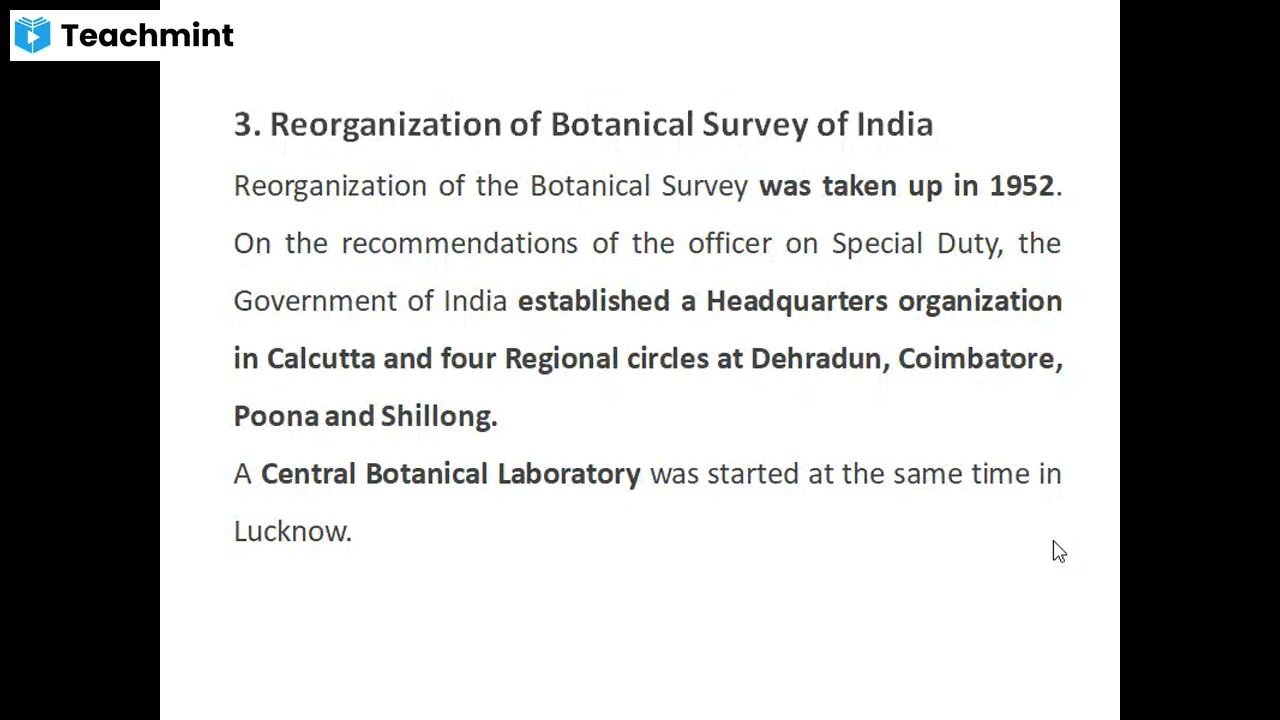 Teachmint
3. Reorganization of Botanical Survey of India
Reorganization of the Botanical Survey was taken up in 1952.
On the recommendations of the officer on Special Duty, the
Government of India established a Headquarters organization
in Calcutta and four Regional circles at Dehradun, Coimbatore,
Poona and Shillong.
A Central Botanical Laboratory was started at the same time in
Lucknow.